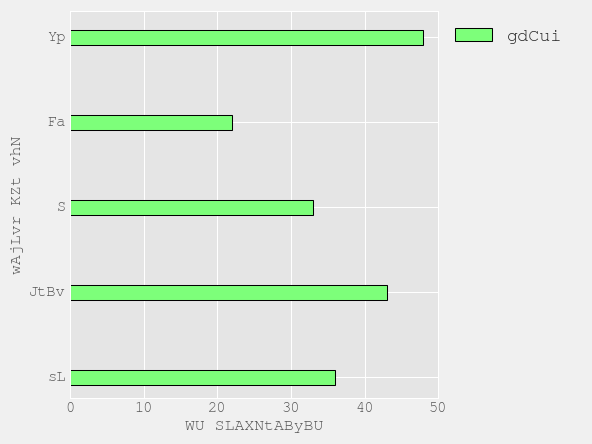 Yp
Fa
S
JtBv
sL
wAjLvr KZt vhN
0 10 20 30 40 50
WU SLAXNtAByBU
gdCui